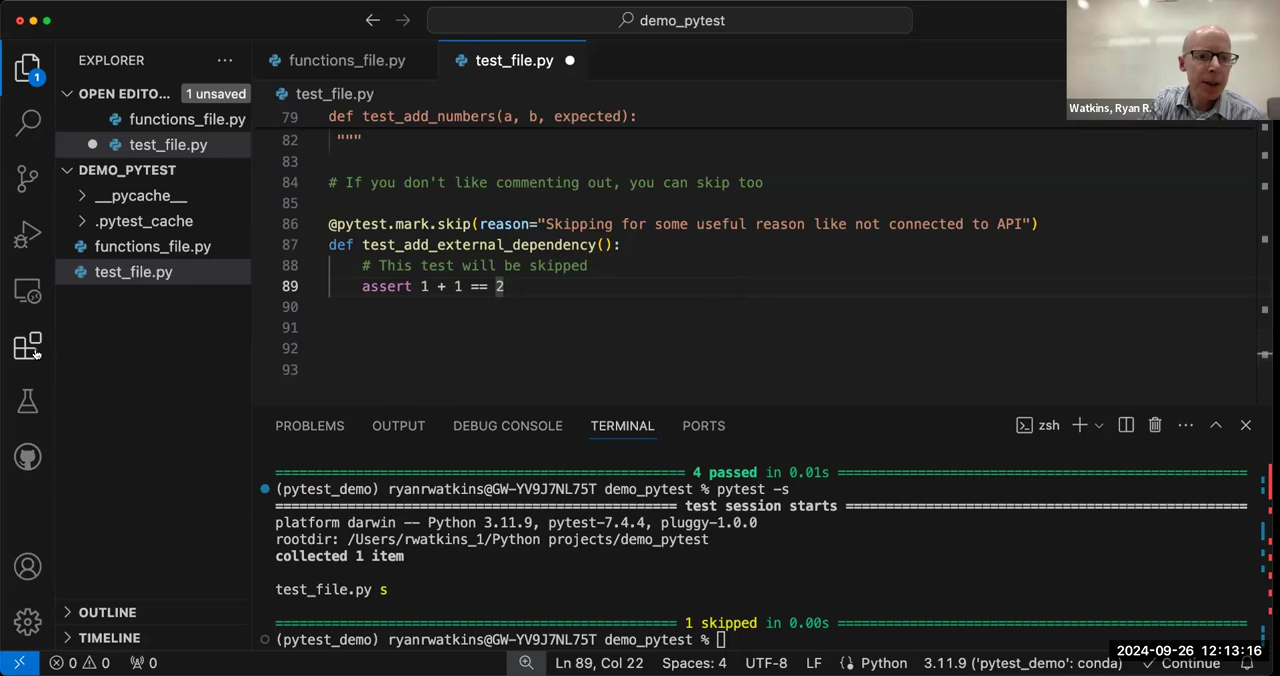 demo_pytest
EXPLORER
functions_file.py
test_file.py
OPEN EDITO... 1 unsaved
functions_file.py
test_file.py
DEMO_PYTEST
__pycache__
.pytest_cache
functions_file.py
test_file.py
OUTLINE
TIMELINE
1
test_file.py
79 def test_add_numbers(a, b, expected):
82 """
83
84 # If you don't like commenting out, you can skip too
85
86 @pytest.mark.skip(reason="Skipping for some useful reason like not connected to API")
87 def test_add_external_dependency():
88 # This test will be skipped
89 assert 1 + 1 == 2
90
91
92
93
Watkins, Ryan R.
PROBLEMS OUTPUT DEBUG CONSOLE TERMINAL PORTS zsh
================================================== 4 passed in 0.01s ==================================================
(pytest_demo) ryanrwatkins@GW-YV9J7NL75T demo_pytest % pytest -s
================================================= test session starts =================================================
platform darwin -- Python 3.11.9, pytest-7.4.4, pluggy-1.0.0
rootdir: /Users/rwatkins_1/Python projects/demo_pytest
collected 1 item
test_file.py s
================================================= 1 skipped in 0.00s ==================================================
(pytest_demo) ryanrwatkins@GW-YV9J7NL75T demo_pytest %
0 0 0 Ln 89, Col 22 Spaces: 4 UTF-8 LF Python 3.11.9 ('pytest_demo': conda) Continue
2024-09-26 12:13:16